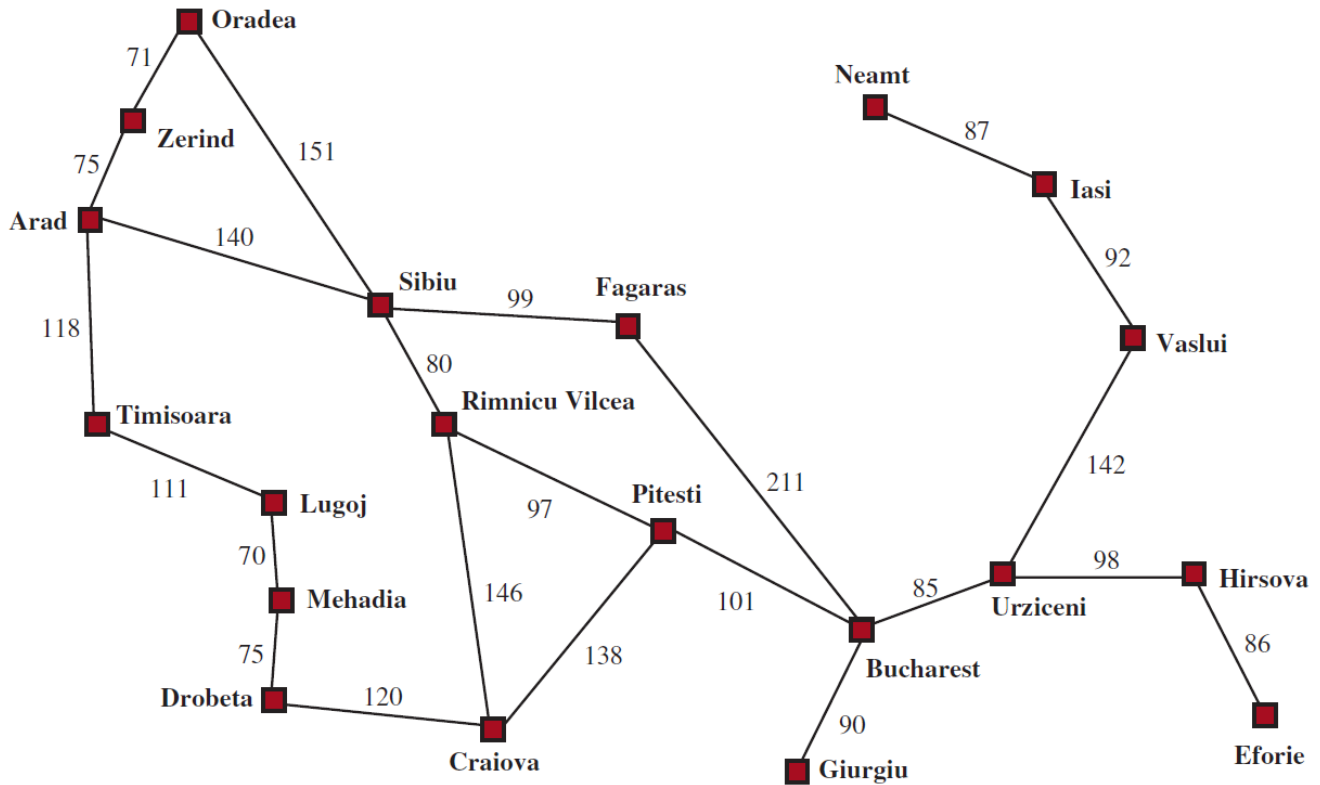 Oradea
71
Neamt
87
Zerind
151
75
Iasi
Arad
140
92
Sibiu
Fagaras
99
118
Vaslui
80
Rimnicu Vilcea
Timisoara
142
211
111
Lugoj
97
Pitesti
70
98
Hirsova
85
Urziceni
146
101
Mehadia
86
75
138
Bucharest
Drobeta
120
90
Craiova
Giurgiu
Eforie